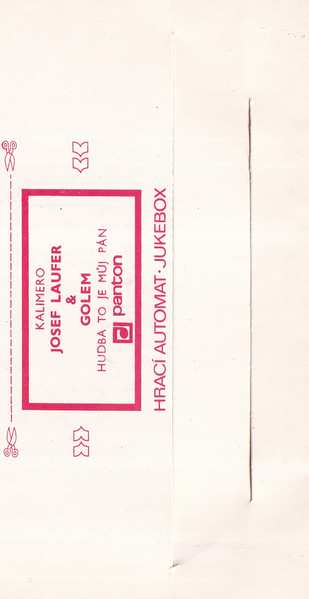 KALIMERO
JOSEF LAUFER
&
GOLEM
HUDBA TO JE MŮJ PÁN
panton
HRACÍ AUTOMAT · JUKEBOX